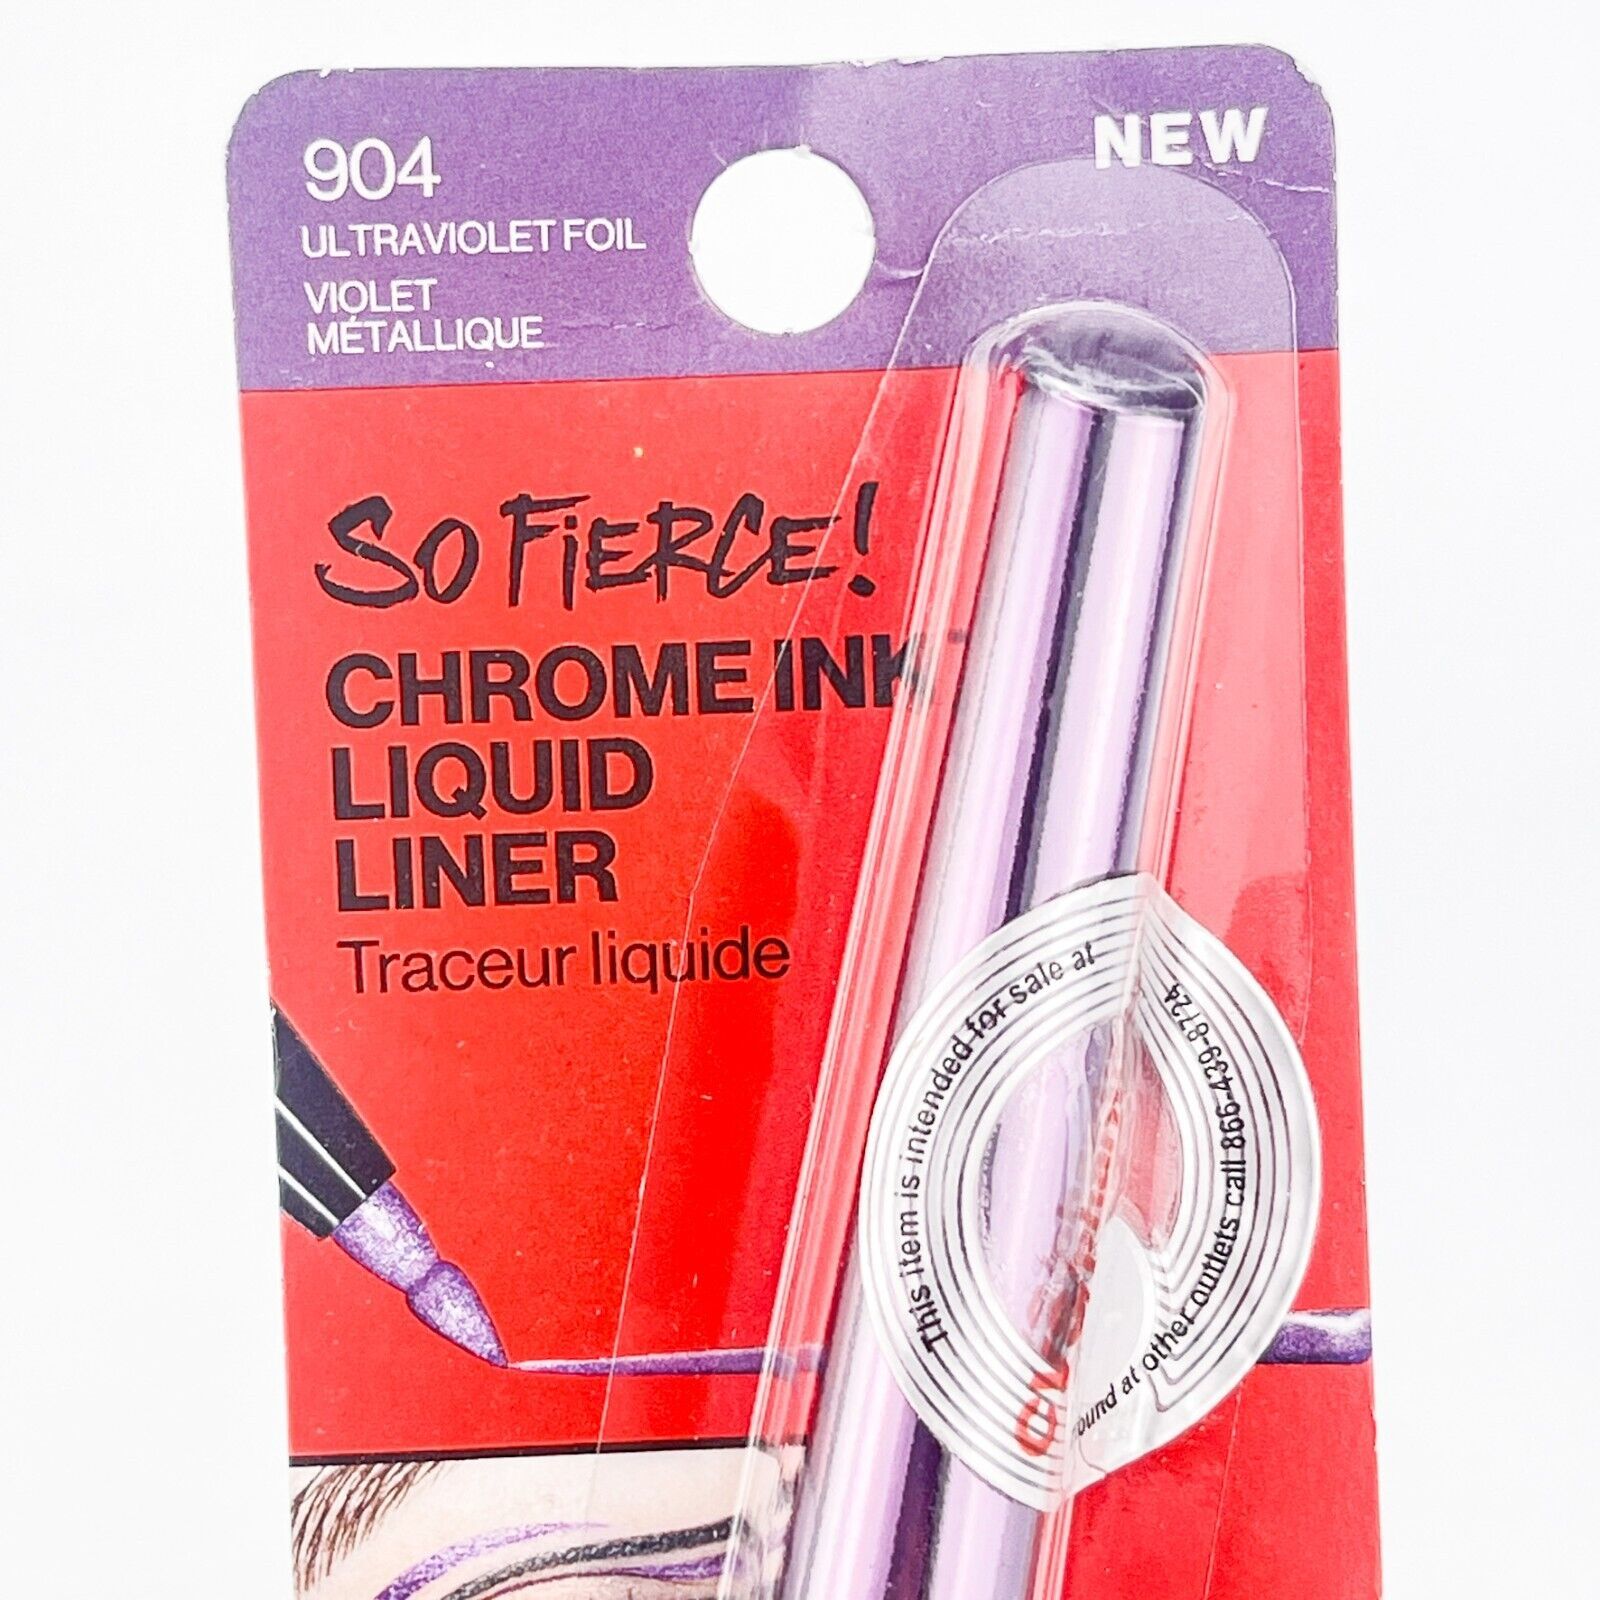 904
ULTRAVIOLET FOIL
VIOLET
MÉTALLIQUE
NEW
SO FiERCE!
CHROME INK
LIQUID
LINER
Traceur liquide
This item is intended for sale at
found at other outlets call 866-439-8724